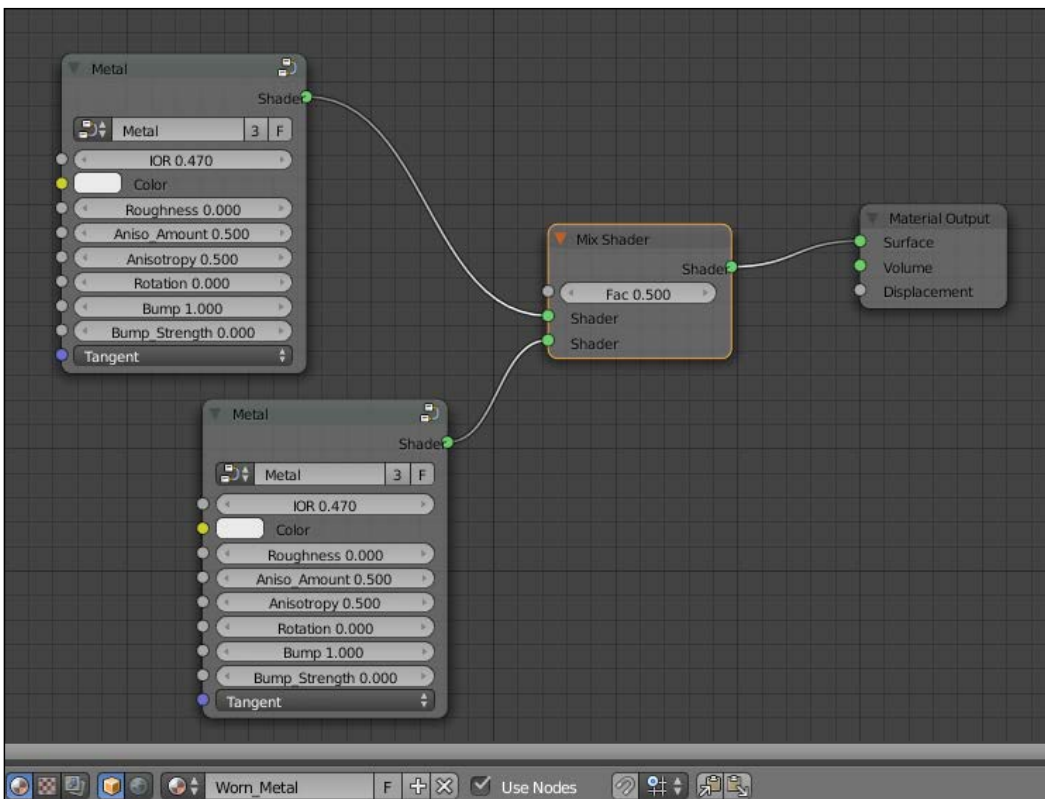 Metal
Shader
Metal 3 F
IOR 0.470
Color
Roughness 0.000
Aniso_Amount 0.500
Anisotropy 0.500
Rotation 0.000
Bump 1.000
Bump_Strength 0.000
Tangent
Metal
Shader
Metal 3 F
IOR 0.470
Color
Roughness 0.000
Aniso_Amount 0.500
Anisotropy 0.500
Rotation 0.000
Bump 1.000
Bump_Strength 0.000
Tangent
Mix Shader
Shader
Fac 0.500
Shader
Shader
Material Output
Surface
Volume
Displacement
Worn_Metal F Use Nodes